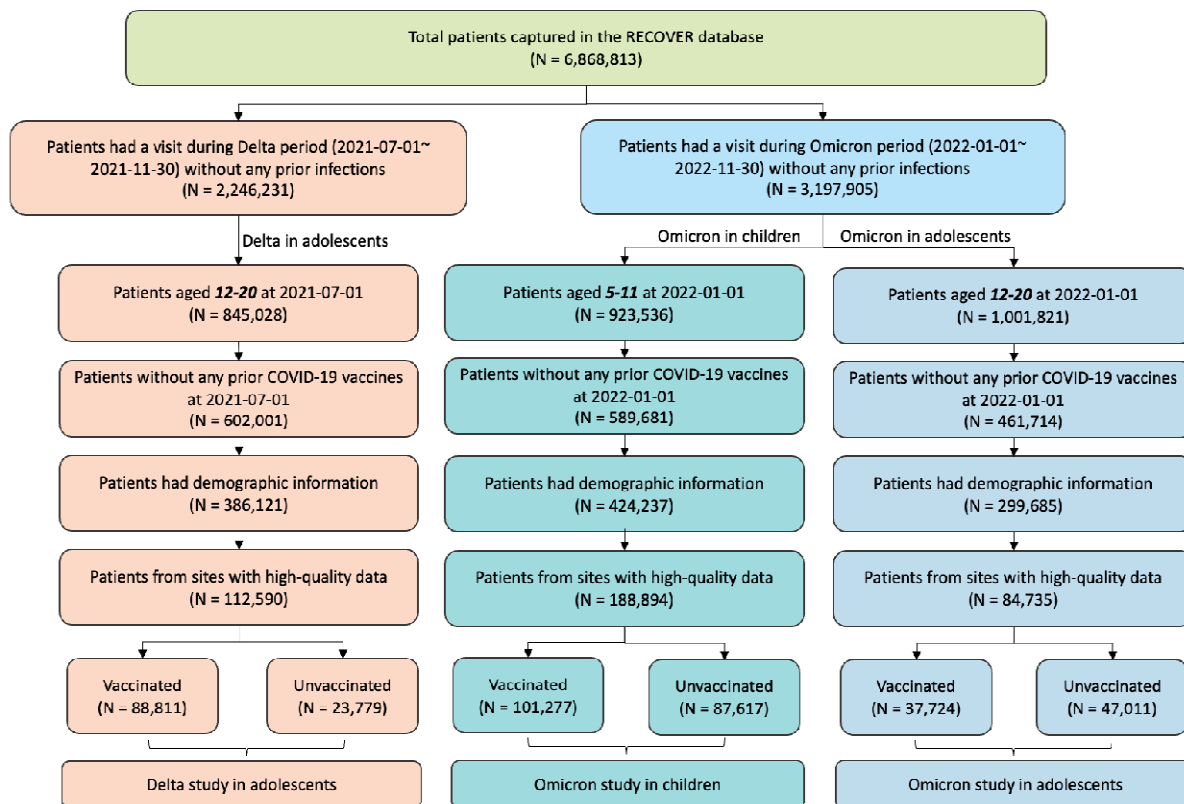 Total patients captured in the RECOVER database
(N = 6,868,813)
Patients had a visit during Delta period (2021-07-01~
2021-11-30) without any prior infections
(N = 2,246,231)
Patients had a visit during Omicron period (2022-01-01~
2022-11-30) without any prior infections
(N = 3,197,905)
Delta in adolescents
Omicron in children
Omicron in adolescents
Patients aged 12-20 at 2021-07-01
(N = 845,028)
Patients aged 5-11 at 2022-01-01
(N = 923,536)
Patients aged 12-20 at 2022-01-01
(N = 1,001,821)
Patients without any prior COVID-19 vaccines
at 2021-07-01
(N = 602,001)
Patients without any prior COVID-19 vaccines
at 2022-01-01
(N = 589,681)
Patients without any prior COVID-19 vaccines
at 2022-01-01
(N = 461,714)
Patients had demographic information
(N = 386,121)
Patients had demographic information
(N = 424,237)
Patients had demographic information
(N = 299,685)
Patients from sites with high-quality data
(N = 112,590)
Patients from sites with high-quality data
(N = 188,894)
Patients from sites with high-quality data
(N = 84,735)
Vaccinated
(N = 88,811)
Unvaccinated
(N = 23,779)
Vaccinated
(N = 101,277)
Unvaccinated
(N = 87,617)
Vaccinated
(N = 37,724)
Unvaccinated
(N = 47,011)
Delta study in adolescents
Omicron study in children
Omicron study in adolescents